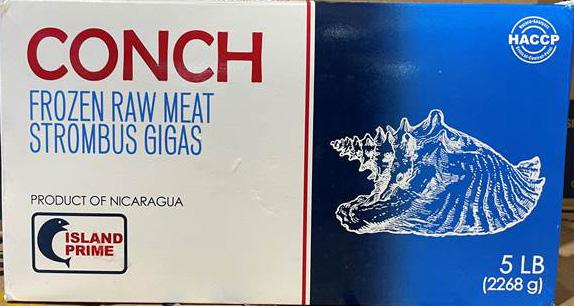 CONCH
FROZEN RAW MEAT
STROMBUS GIGAS
PRODUCT OF NICARAGUA
ISLAND
PRIME
HACCP
5 LB
(2268 g)